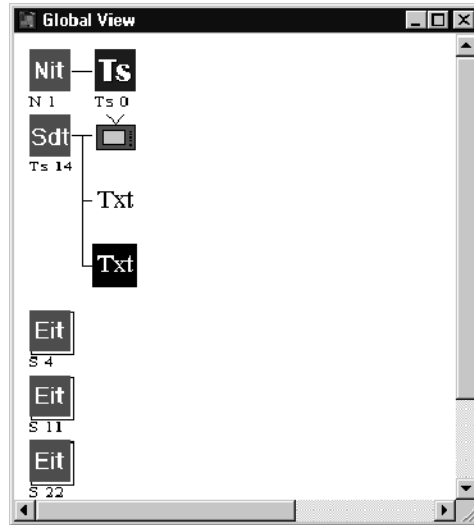 Global View
Nit Ts
N 1 Ts 0
Sdt
Ts 14
Txt
Txt
Eit
S 4
Eit
S 11
Eit
S 22